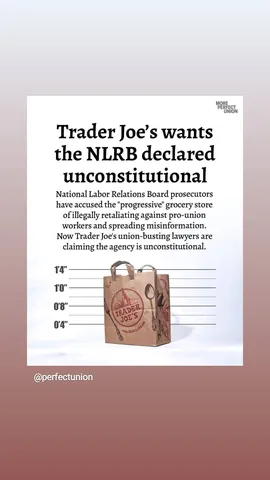 MORE
PERFECT
UNION
Trader Joe's wants
the NLRB declared
unconstitutional
National Labor Relations Board prosecutors
have accused the "progressive" grocery store
of illegally retaliating against pro-union
workers and spreading misinformation.
Now Trader Joe's union-busting lawyers are
claiming the agency is unconstitutional.
1'4"
1'0"
0'8"
0'4"
TRADER
JOE'S
@perfectunion